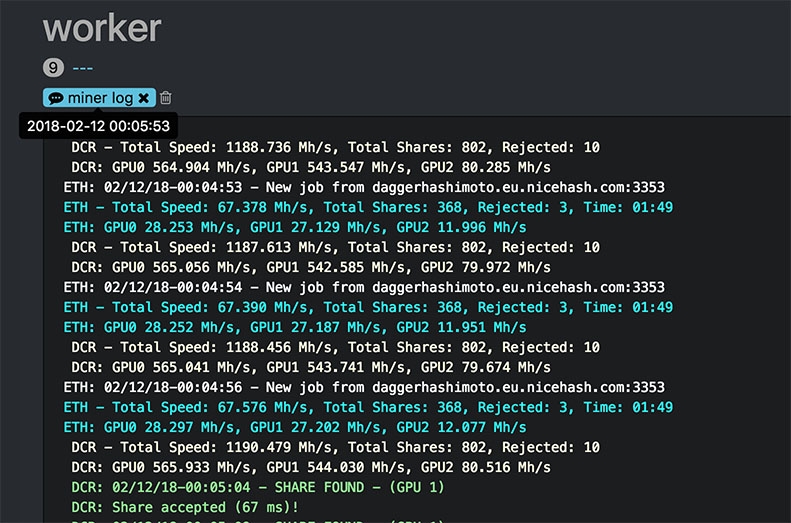 worker
9 ---
miner log
2018-02-12 00:05:53
DCR - Total Speed: 1188.736 Mh/s, Total Shares: 802, Rejected: 10
DCR: GPU0 564.904 Mh/s, GPU1 543.547 Mh/s, GPU2 80.285 Mh/s
ETH: 02/12/18-00:04:53 - New job from daggerhashimoto.eu.nicehash.com:3353
ETH - Total Speed: 67.378 Mh/s, Total Shares: 368, Rejected: 3, Time: 01:49
ETH: GPU0 28.253 Mh/s, GPU1 27.129 Mh/s, GPU2 11.996 Mh/s
DCR - Total Speed: 1187.613 Mh/s, Total Shares: 802, Rejected: 10
DCR: GPU0 565.056 Mh/s, GPU1 542.585 Mh/s, GPU2 79.972 Mh/s
ETH: 02/12/18-00:04:54 - New job from daggerhashimoto.eu.nicehash.com:3353
ETH - Total Speed: 67.390 Mh/s, Total Shares: 368, Rejected: 3, Time: 01:49
ETH: GPU0 28.252 Mh/s, GPU1 27.187 Mh/s, GPU2 11.951 Mh/s
DCR - Total Speed: 1188.456 Mh/s, Total Shares: 802, Rejected: 10
DCR: GPU0 565.041 Mh/s, GPU1 543.741 Mh/s, GPU2 79.674 Mh/s
ETH: 02/12/18-00:04:56 - New job from daggerhashimoto.eu.nicehash.com:3353
ETH - Total Speed: 67.576 Mh/s, Total Shares: 368, Rejected: 3, Time: 01:49
ETH: GPU0 28.297 Mh/s, GPU1 27.202 Mh/s, GPU2 12.077 Mh/s
DCR - Total Speed: 1190.479 Mh/s, Total Shares: 802, Rejected: 10
DCR: GPU0 565.933 Mh/s, GPU1 544.030 Mh/s, GPU2 80.516 Mh/s
DCR: 02/12/18-00:05:04 - SHARE FOUND - (GPU 1)
DCR: Share accepted (67 ms)!